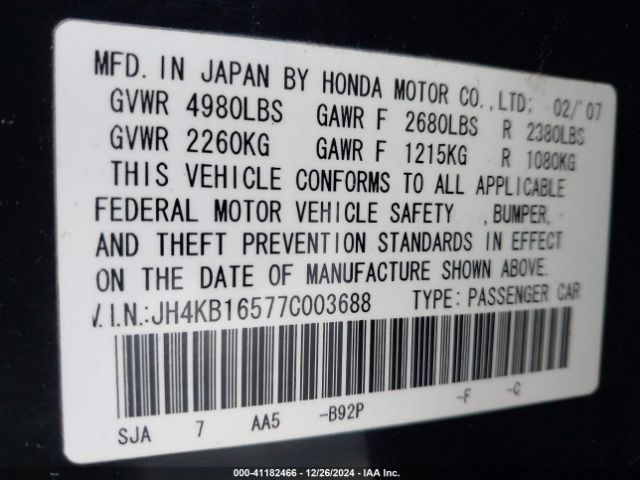 MFD. IN JAPAN BY HONDA MOTOR CO.,LTD: 02/'07
GVWR 4980LBS GAWR F 2680LBS R 2380LBS
GVWR 2260KG GAWR F 1215KG R 1080KG
THIS VEHICLE CONFORMS TO ALL APPLICABLE
FEDERAL MOTOR VEHICLE SAFETY ,BUMPER,
AND THEFT PREVENTION STANDARDS IN EFFECT
ON THE DATE OF MANUFACTURE SHOWN ABOVE.
V.I.N.:JH4KB16577C003688 TYPE: PASSENGER CAR
SJA 7 AA5 -B92P -F -C
000-41182466 - 12/26/2024 - IAA Inc.